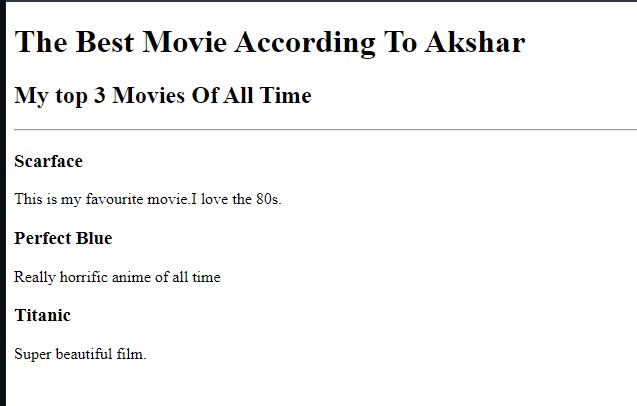 The Best Movie According To Akshar
My top 3 Movies Of All Time
Scarface
This is my favourite movie.I love the 80s.
Perfect Blue
Really horrific anime of all time
Titanic
Super beautiful film.